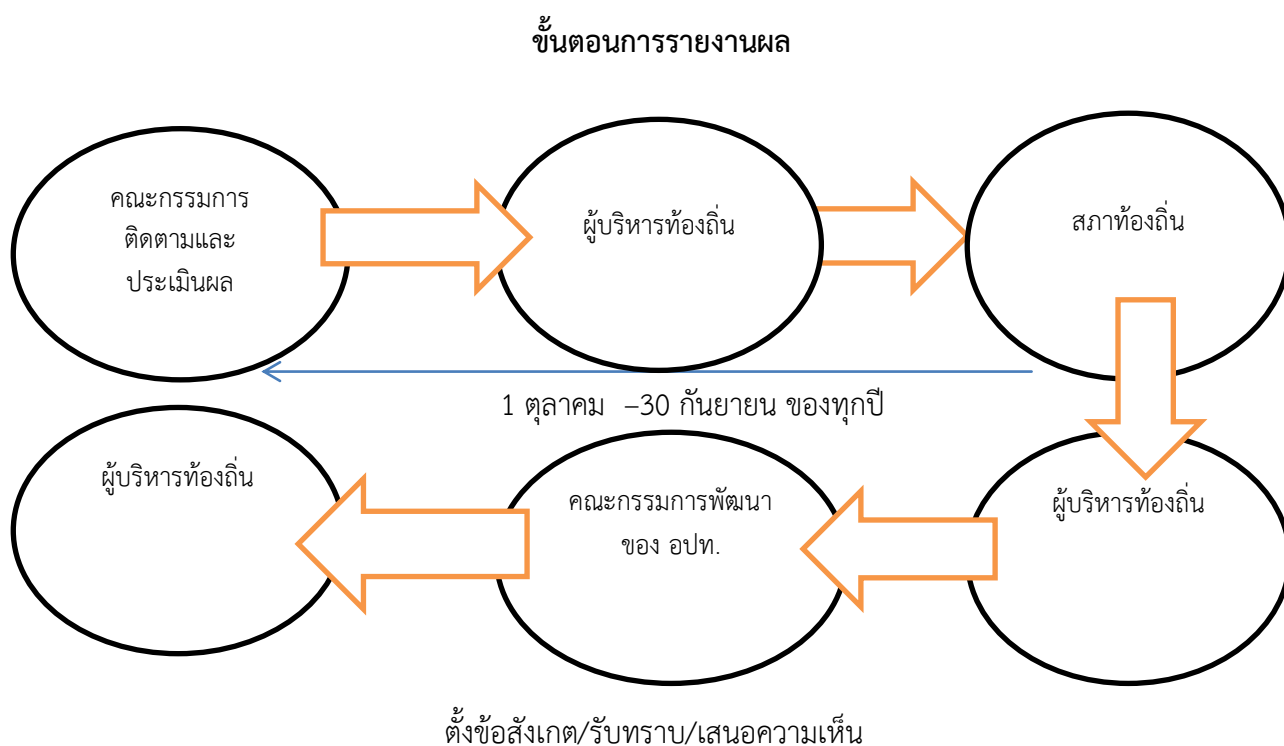 ขั้นตอนการรายงานผล
คณะกรรมการ
ติดตามและ
ประเมินผล
ผู้บริหารท้องถิ่น
สภาท้องถิ่น
1 ตุลาคม –30 กันยายน ของทุกปี
ผู้บริหารท้องถิ่น
คณะกรรมการพัฒนา
ของ อปท.
ผู้บริหารท้องถิ่น
ตั้งข้อสังเกต/รับทราบ/เสนอความเห็น